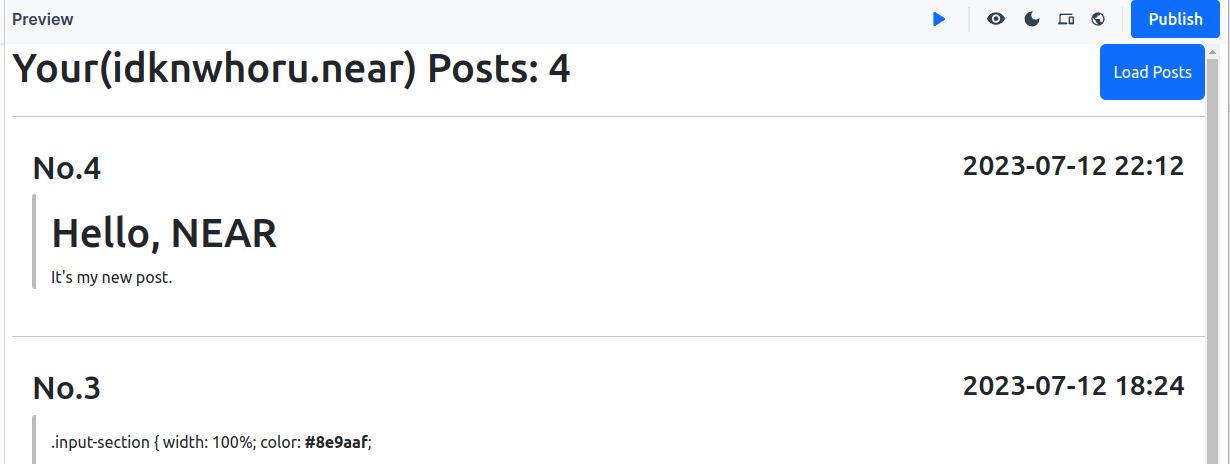 Preview
Publish
Your(idknwhoru.near) Posts: 4
Load Posts
No.4
2023-07-12 22:12
Hello, NEAR
It's my new post.
No.3
2023-07-12 18:24
.input-section { width: 100%; color: #8e9aaf;